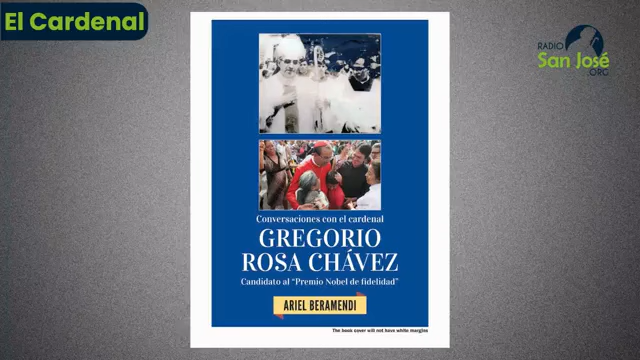 El Cardenal
RADIO
San José
.ORG
Conversaciones con el cardenal
GREGORIO
ROSA CHÁVEZ
Candidato al “Premio Nobel de fidelidad”
ARIEL BERAMENDI
The book cover will not have white margins